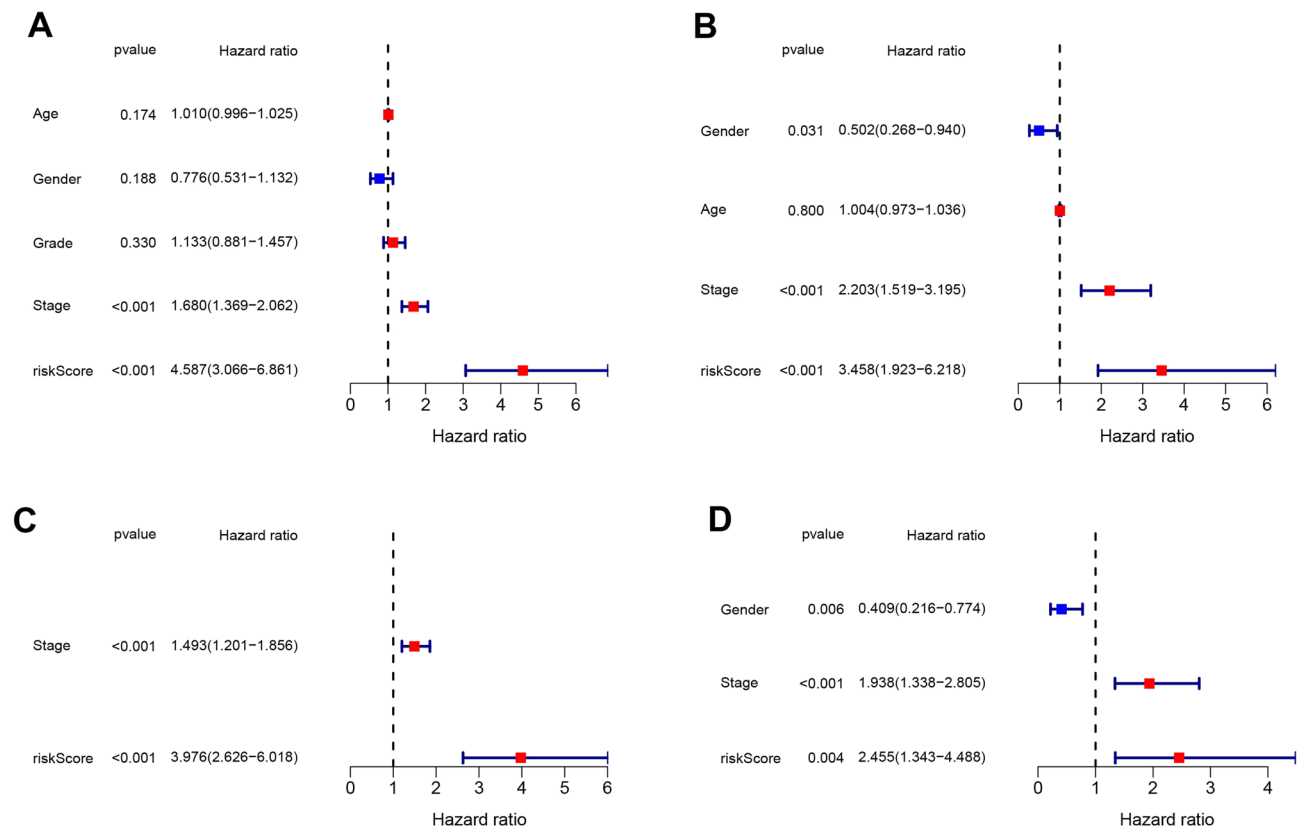 A
pvalue Hazard ratio
Age 0.174 1.010(0.996−1.025)
Gender 0.188 0.776(0.531−1.132)
Grade 0.330 1.133(0.881−1.457)
Stage <0.001 1.680(1.369−2.062)
riskScore <0.001 4.587(3.066−6.861)
0 1 2 3 4 5 6
Hazard ratio
B
pvalue Hazard ratio
Gender 0.031 0.502(0.268−0.940)
Age 0.800 1.004(0.973−1.036)
Stage <0.001 2.203(1.519−3.195)
riskScore <0.001 3.458(1.923−6.218)
0 1 2 3 4 5 6
Hazard ratio
C
pvalue Hazard ratio
Stage <0.001 1.493(1.201−1.856)
riskScore <0.001 3.976(2.626−6.018)
0 1 2 3 4 5 6
Hazard ratio
D
pvalue Hazard ratio
Gender 0.006 0.409(0.216−0.774)
Stage <0.001 1.938(1.338−2.805)
riskScore 0.004 2.455(1.343−4.488)
0 1 2 3 4
Hazard ratio